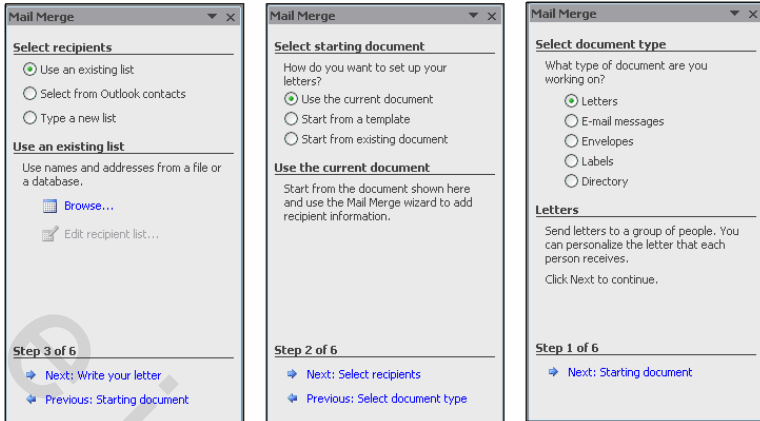 Mail Merge
Select recipients
Use an existing list
Select from Outlook contacts
Type a new list
Use an existing list
Use names and addresses from a file or
a database.
Browse...
Edit recipient list...
Step 3 of 6
Next: Write your letter
Previous: Starting document
Mail Merge
Select starting document
How do you want to set up your
letters?
Use the current document
Start from a template
Start from existing document
Use the current document
Start from the document shown here
and use the Mail Merge wizard to add
recipient information.
Step 2 of 6
Next: Select recipients
Previous: Select document type
Mail Merge
Select document type
What type of document are you
working on?
Letters
E-mail messages
Envelopes
Labels
Directory
Letters
Send letters to a group of people. You
can personalize the letter that each
person receives.
Click Next to continue.
Step 1 of 6
Next: Starting document